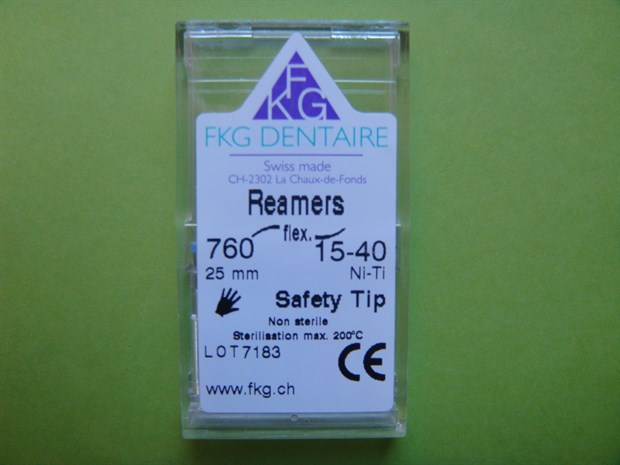 FKG
FKG DENTAIRE
Swiss made
CH-2302 La Chaux-de-Fonds
Reamers
flex.
760 15-40
25 mm Ni-Ti
Safety Tip
Non sterile
Sterilisation max. 200°C
LOT7183
CE
www.fkg.ch